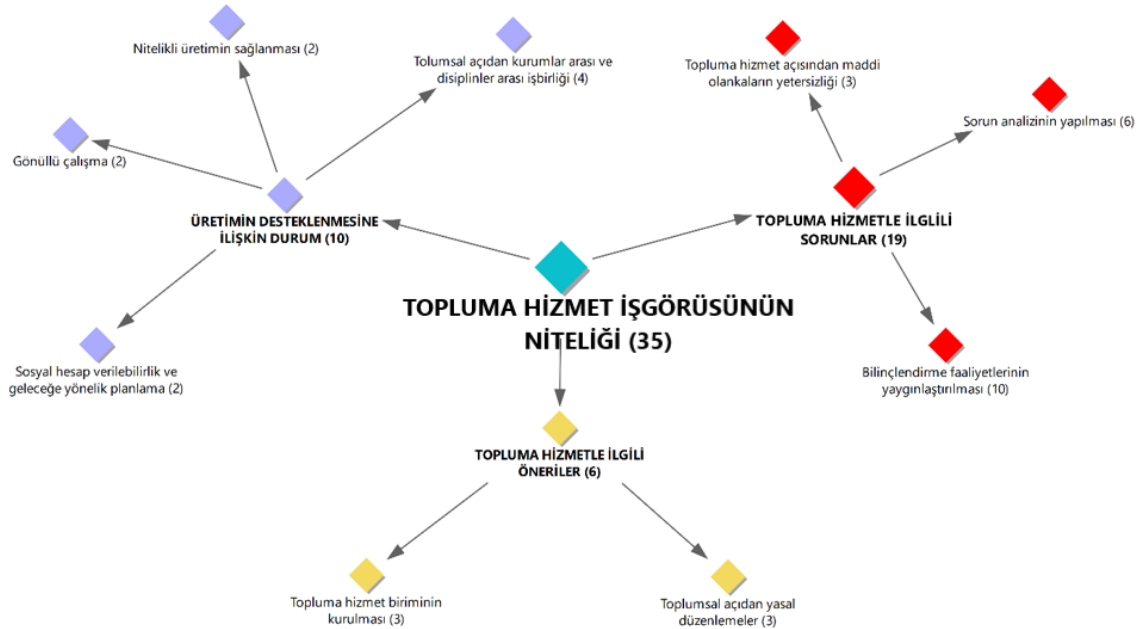 Nitelikli üretimin sağlanması (2)
Tolumsal açıdan kurumlar arası ve
disiplinler arası işbirliği (4)
Gönüllü çalışma (2)
ÜRETİMİN DESTEKLENMESİNE
İLİŞKİN DURUM (10)
Sosyal hesap verilebilirlik ve
geleceğe yönelik planlama (2)
Topluma hizmet açısından maddi
olankaların yetersizliği (3)
Sorun analizinin yapılması (6)
TOPLUMA HİZMETLE İLGLİLİ
SORUNLAR (19)
Bilinçlendirme faaliyetlerinin
yaygınlaştırılması (10)
TOPLUMA HİZMET İŞGÖRÜSÜNÜN
NİTELİĞİ (35)
TOPLUMA HİZMETLE İLGİLİ
ÖNERİLER (6)
Topluma hizmet biriminin
kurulması (3)
Toplumsal açıdan yasal
düzenlemeler (3)